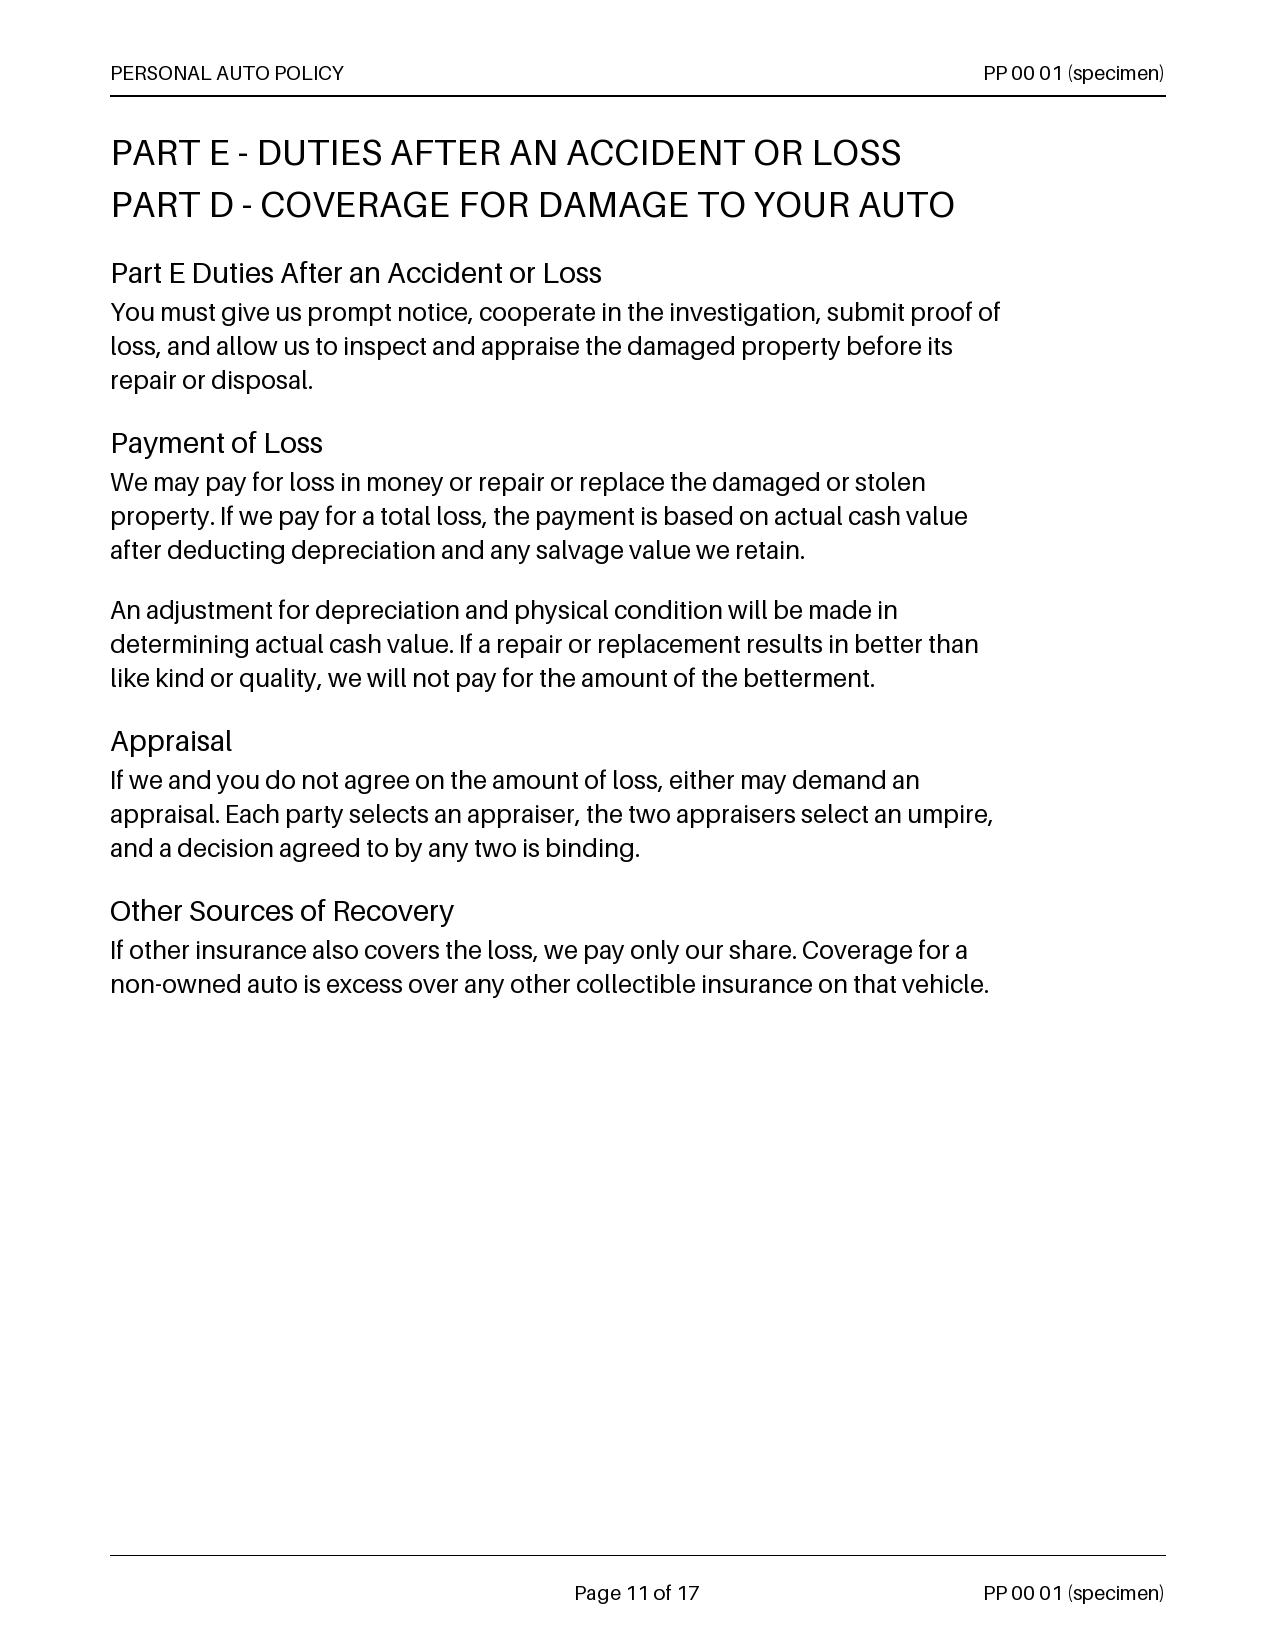 PERSONAL AUTO POLICY
PP 00 01 (specimen)
PART E - DUTIES AFTER AN ACCIDENT OR LOSS
PART D - COVERAGE FOR DAMAGE TO YOUR AUTO
Part E Duties After an Accident or Loss
You must give us prompt notice, cooperate in the investigation, submit proof of
loss, and allow us to inspect and appraise the damaged property before its
repair or disposal.
Payment of Loss
We may pay for loss in money or repair or replace the damaged or stolen
property. If we pay for a total loss, the payment is based on actual cash value
after deducting depreciation and any salvage value we retain.
An adjustment for depreciation and physical condition will be made in
determining actual cash value. If a repair or replacement results in better than
like kind or quality, we will not pay for the amount of the betterment.
Appraisal
If we and you do not agree on the amount of loss, either may demand an
appraisal. Each party selects an appraiser, the two appraisers select an umpire,
and a decision agreed to by any two is binding.
Other Sources of Recovery
If other insurance also covers the loss, we pay only our share. Coverage for a
non-owned auto is excess over any other collectible insurance on that vehicle.
Page 11 of 17
PP 00 01 (specimen)